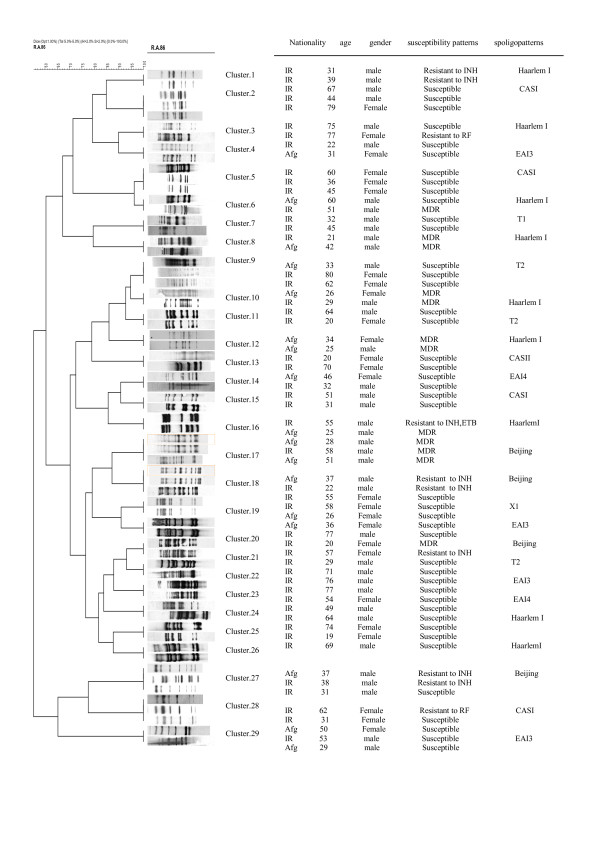 R.A.86
R.A.86
Nationality age gender susceptibility patterns spoligopatterns
Cluster.1
Cluster.2
Cluster.3
Cluster.4
Cluster.5
Cluster.6
Cluster.7
Cluster.8
Cluster.9
Cluster.10
Cluster.11
Cluster.12
Cluster.13
Cluster.14
Cluster.15
Cluster.16
Cluster.17
Cluster.18
Cluster.19
Cluster.20
Cluster.21
Cluster.22
Cluster.23
Cluster.24
Cluster.25
Cluster.26
Cluster.27
Cluster.28
Cluster.29
IR 31 male Resistant to INH Haarlem I
IR 39 male Resistant to INH
IR 67 male Susceptible CASI
IR 44 male Susceptible
IR 79 Female Susceptible
IR 75 male Susceptible Haarlem I
IR 77 Female Resistant to RF
IR 22 male Susceptible
Afg 31 Female Susceptible EAI3
IR 60 Female Susceptible CASI
IR 36 Female Susceptible
IR 45 Female Susceptible
Afg 60 male Susceptible Haarlem I
IR 51 male MDR
IR 32 male Susceptible T1
IR 45 male Susceptible
IR 21 male MDR Haarlem I
Afg 42 male MDR
Afg 33 male Susceptible T2
IR 80 Female Susceptible
IR 62 Female Susceptible
Afg 26 Female MDR
IR 29 male MDR Haarlem I
IR 64 male Susceptible
IR 20 Female Susceptible T2
Afg 34 Female MDR Haarlem I
Afg 25 male MDR
IR 20 Female Susceptible CASII
IR 70 Female Susceptible
Afg 46 Female Susceptible EAI4
IR 32 male Susceptible
IR 51 male Susceptible CASI
IR 31 male Susceptible
IR 55 male Resistant to INH,ETB HaarlemI
Afg 25 male MDR
Afg 28 male MDR
IR 58 male MDR Beijing
Afg 51 male MDR
Afg 37 male Resistant to INH Beijing
IR 22 male Resistant to INH
IR 55 Female Susceptible
IR 58 Female Susceptible X1
Afg 26 Female Susceptible
Afg 36 Female Susceptible EAI3
IR 77 male Susceptible
IR 20 Female MDR Beijing
IR 57 Female Resistant to INH
IR 29 male Susceptible T2
IR 71 male Susceptible
IR 76 male Susceptible EAI3
IR 77 male Susceptible
IR 54 Female Susceptible EAI4
IR 49 male Susceptible
IR 64 male Susceptible Haarlem I
IR 74 Female Susceptible
IR 19 Female Susceptible
IR 69 male Susceptible HaarlemI
Afg 37 male Resistant to INH Beijing
IR 38 male Resistant to INH
IR 31 male Susceptible
IR 62 Female Resistant to RF CASI
IR 31 Female Susceptible
Afg 50 Female Susceptible
IR 53 male Susceptible EAI3
Afg 29 male Susceptible